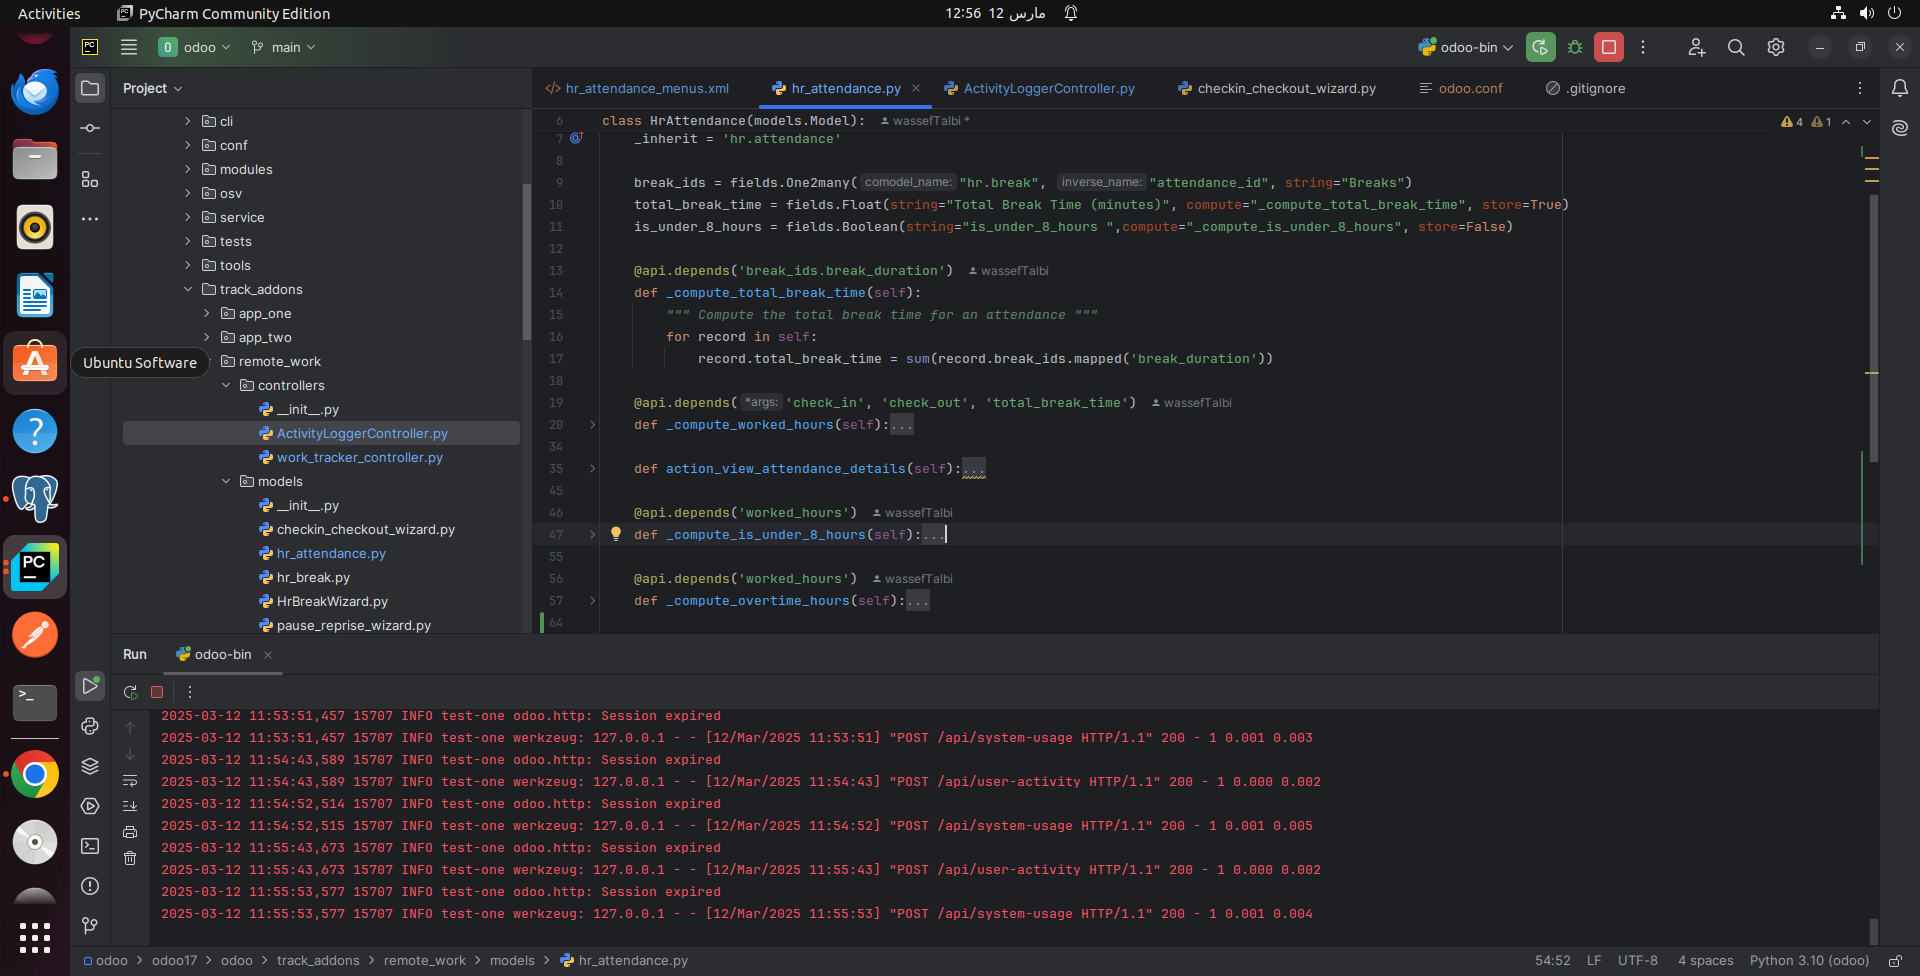 Activities
PyCharm Community Edition
12:56 12 مارس
odoo
main
odoo-bin
Project
hr_attendance_menus.xml
hr_attendance.py
ActivityLoggerController.py
checkin_checkout_wizard.py
odoo.conf
.gitignore
cli
conf
modules
osv
service
tests
tools
track_addons
app_one
app_two
Ubuntu Software
remote_work
controllers
__init__.py
ActivityLoggerController.py
work_tracker_controller.py
models
__init__.py
checkin_checkout_wizard.py
hr_attendance.py
hr_break.py
HrBreakWizard.py
pause_reprise_wizard.py
6 class HrAttendance(models.Model): wassefTalbi *
4 1
7 _inherit = 'hr.attendance'
8
9 break_ids = fields.One2many( comodel_name: "hr.break", inverse_name: "attendance_id", string="Breaks")
10 total_break_time = fields.Float(string="Total Break Time (minutes)", compute="_compute_total_break_time", store=True)
11 is_under_8_hours = fields.Boolean(string="is_under_8_hours ",compute="_compute_is_under_8_hours", store=False)
12
13 @api.depends('break_ids.break_duration') wassefTalbi
14 def _compute_total_break_time(self):
15 """ Compute the total break time for an attendance """
16 for record in self:
17 record.total_break_time = sum(record.break_ids.mapped('break_duration'))
18
19 @api.depends( *args: 'check_in', 'check_out', 'total_break_time') wassefTalbi
20 def _compute_worked_hours(self):...
34
35 def action_view_attendance_details(self):...
45
46 @api.depends('worked_hours') wassefTalbi
47 def _compute_is_under_8_hours(self):...
55
56 @api.depends('worked_hours') wassefTalbi
57 def _compute_overtime_hours(self):...
64
Run
odoo-bin
2025-03-12 11:53:51,457 15707 INFO test-one odoo.http: Session expired
2025-03-12 11:53:51,457 15707 INFO test-one werkzeug: 127.0.0.1 - - [12/Mar/2025 11:53:51] "POST /api/system-usage HTTP/1.1" 200 - 1 0.001 0.003
2025-03-12 11:54:43,589 15707 INFO test-one odoo.http: Session expired
2025-03-12 11:54:43,589 15707 INFO test-one werkzeug: 127.0.0.1 - - [12/Mar/2025 11:54:43] "POST /api/user-activity HTTP/1.1" 200 - 1 0.000 0.002
2025-03-12 11:54:52,514 15707 INFO test-one odoo.http: Session expired
2025-03-12 11:54:52,515 15707 INFO test-one werkzeug: 127.0.0.1 - - [12/Mar/2025 11:54:52] "POST /api/system-usage HTTP/1.1" 200 - 1 0.001 0.005
2025-03-12 11:55:43,673 15707 INFO test-one odoo.http: Session expired
2025-03-12 11:55:43,673 15707 INFO test-one werkzeug: 127.0.0.1 - - [12/Mar/2025 11:55:43] "POST /api/user-activity HTTP/1.1" 200 - 1 0.000 0.002
2025-03-12 11:55:53,577 15707 INFO test-one odoo.http: Session expired
2025-03-12 11:55:53,577 15707 INFO test-one werkzeug: 127.0.0.1 - - [12/Mar/2025 11:55:53] "POST /api/system-usage HTTP/1.1" 200 - 1 0.001 0.004
odoo > odoo17 > odoo > track_addons > remote_work > models > hr_attendance.py
54:52 LF UTF-8 4 spaces Python 3.10 (odoo)